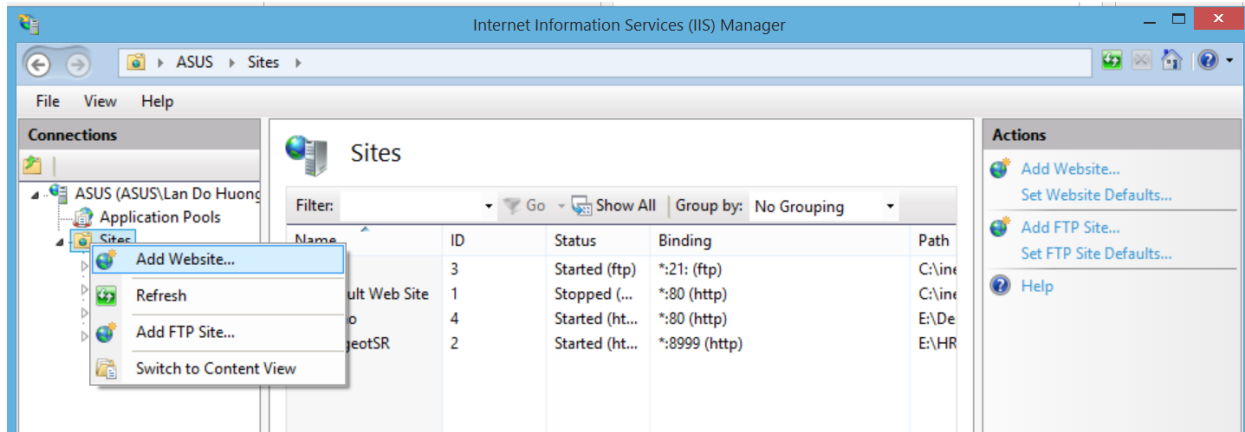 Internet Information Services (IIS) Manager
ASUS Sites
File View Help
Connections
ASUS (ASUS\Lan Do Huong
Application Pools
Sites
Add Website...
Refresh
Add FTP Site...
Switch to Content View
Sites
Filter: Go Show All Group by: No Grouping
Name ID Status Binding Path
3 Started (ftp) *:21: (ftp) C:\ine
ult Web Site 1 Stopped (... *:80 (http) C:\ine
o 4 Started (ht... *:80 (http) E:\De
geotSR 2 Started (ht... *:8999 (http) E:\HR
Actions
Add Website...
Set Website Defaults...
Add FTP Site...
Set FTP Site Defaults...
Help